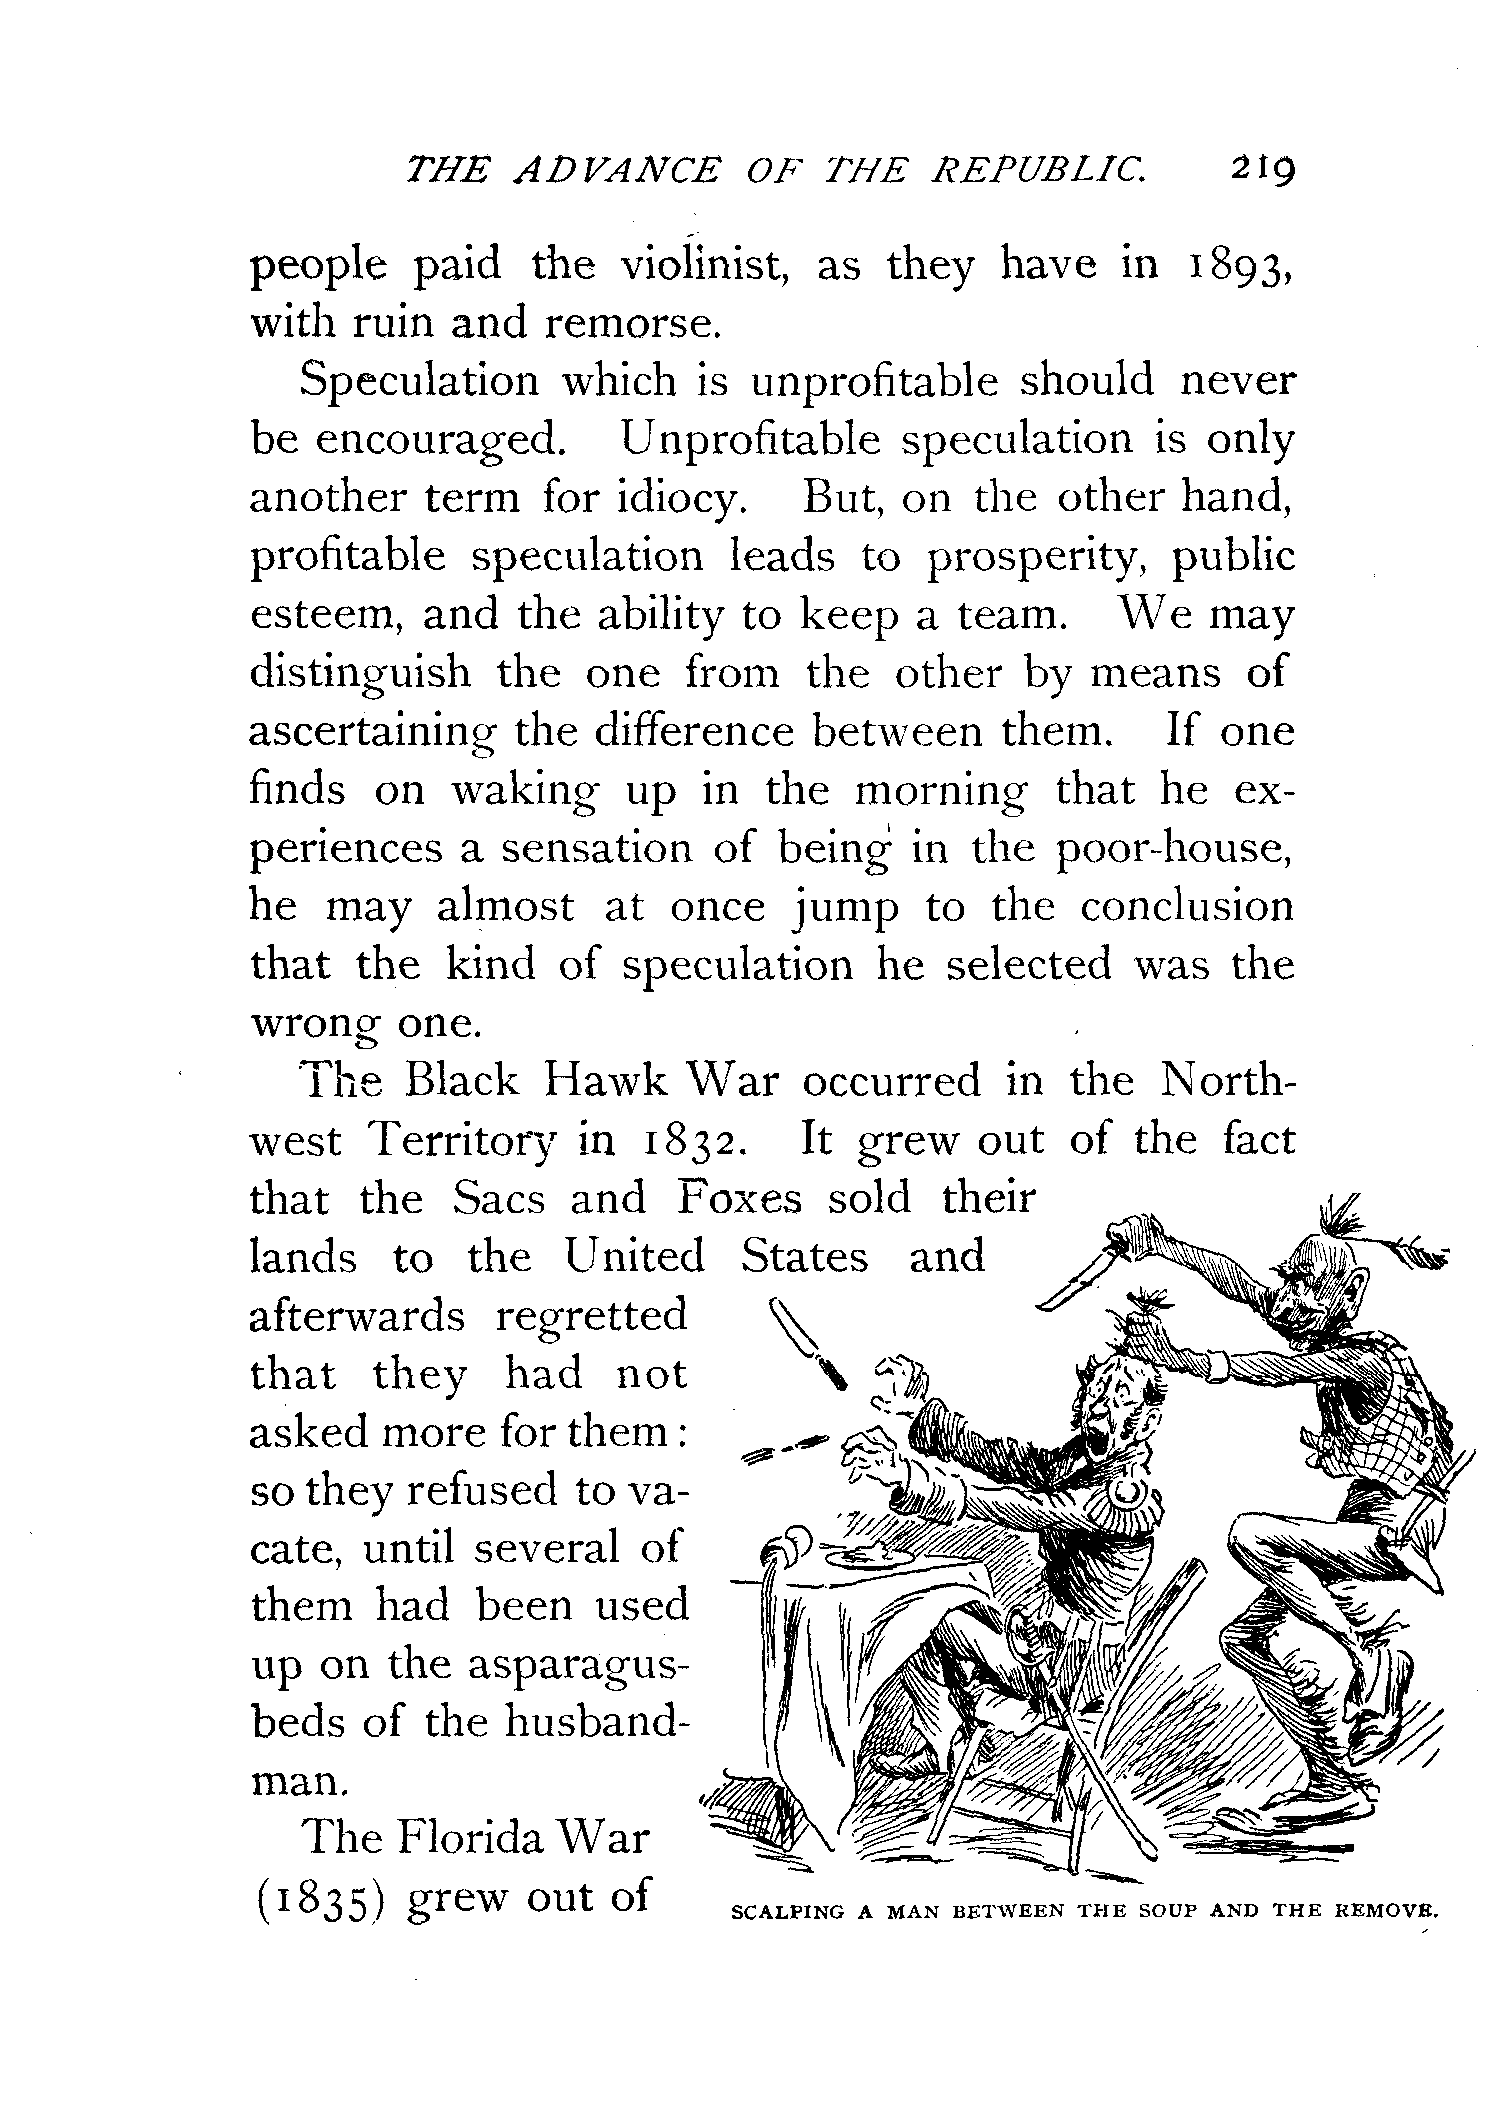 THE ADVANCE OF THE REPUBLIC. 219
people paid the violinist, as they have in 1893,
with ruin and remorse.
Speculation which is unprofitable should never
be encouraged. Unprofitable speculation is only
another term for idiocy. But, on the other hand,
profitable speculation leads to prosperity, public
esteem, and the ability to keep a team. We may
distinguish the one from the other by means of
ascertaining the difference between them. If one
finds on waking up in the morning that he ex-
periences a sensation of being in the poor-house,
he may almost at once jump to the conclusion
that the kind of speculation he selected was the
wrong one.
The Black Hawk War occurred in the North-
west Territory in 1832. It grew out of the fact
that the Sacs and Foxes sold their
lands to the United States and
afterwards regretted
that they had not
asked more for them:
so they refused to va-
cate, until several of
them had been used
up on the asparagus-
beds of the husband-
man.
The Florida War
(1835) grew out of
SCALPING A MAN BETWEEN THE SOUP AND THE REMOVE.